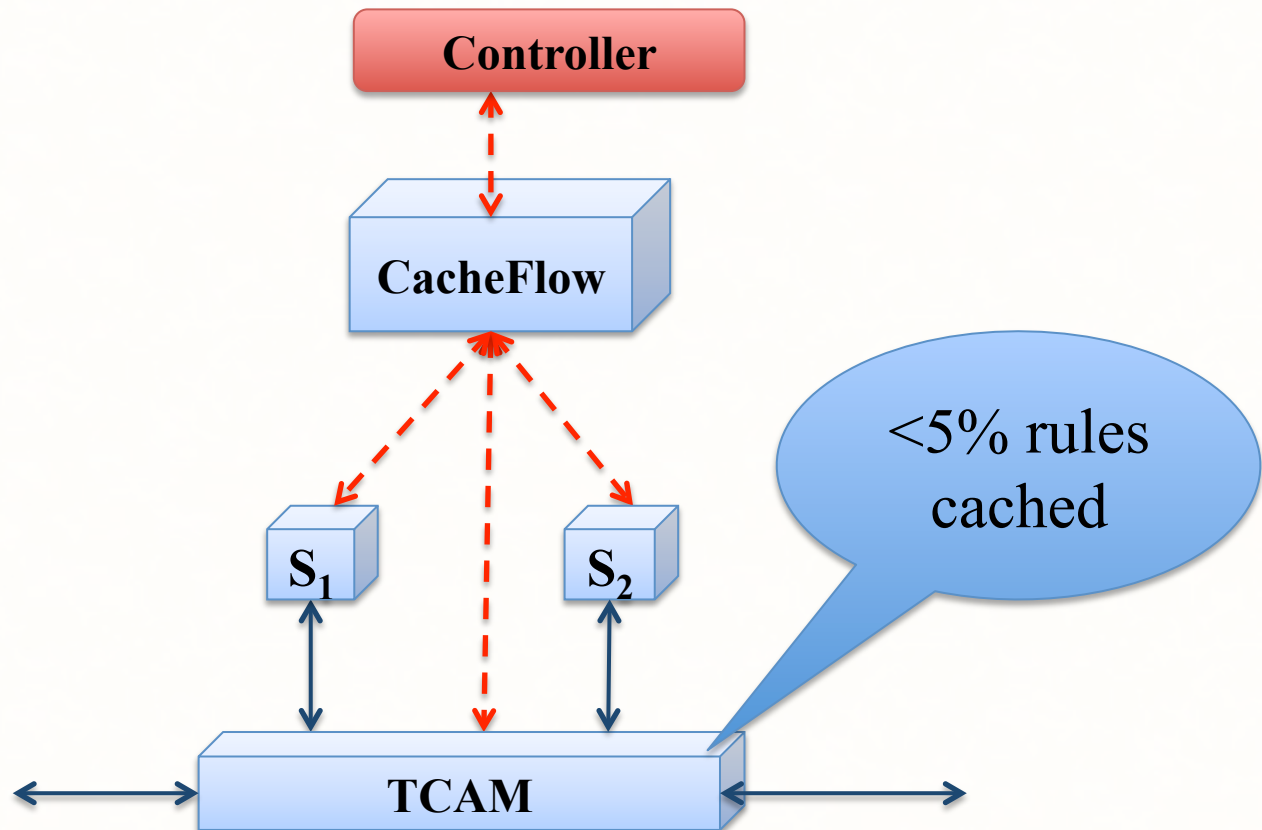 Controller
CacheFlow
<5% rules
cached
S₁
S₂
TCAM